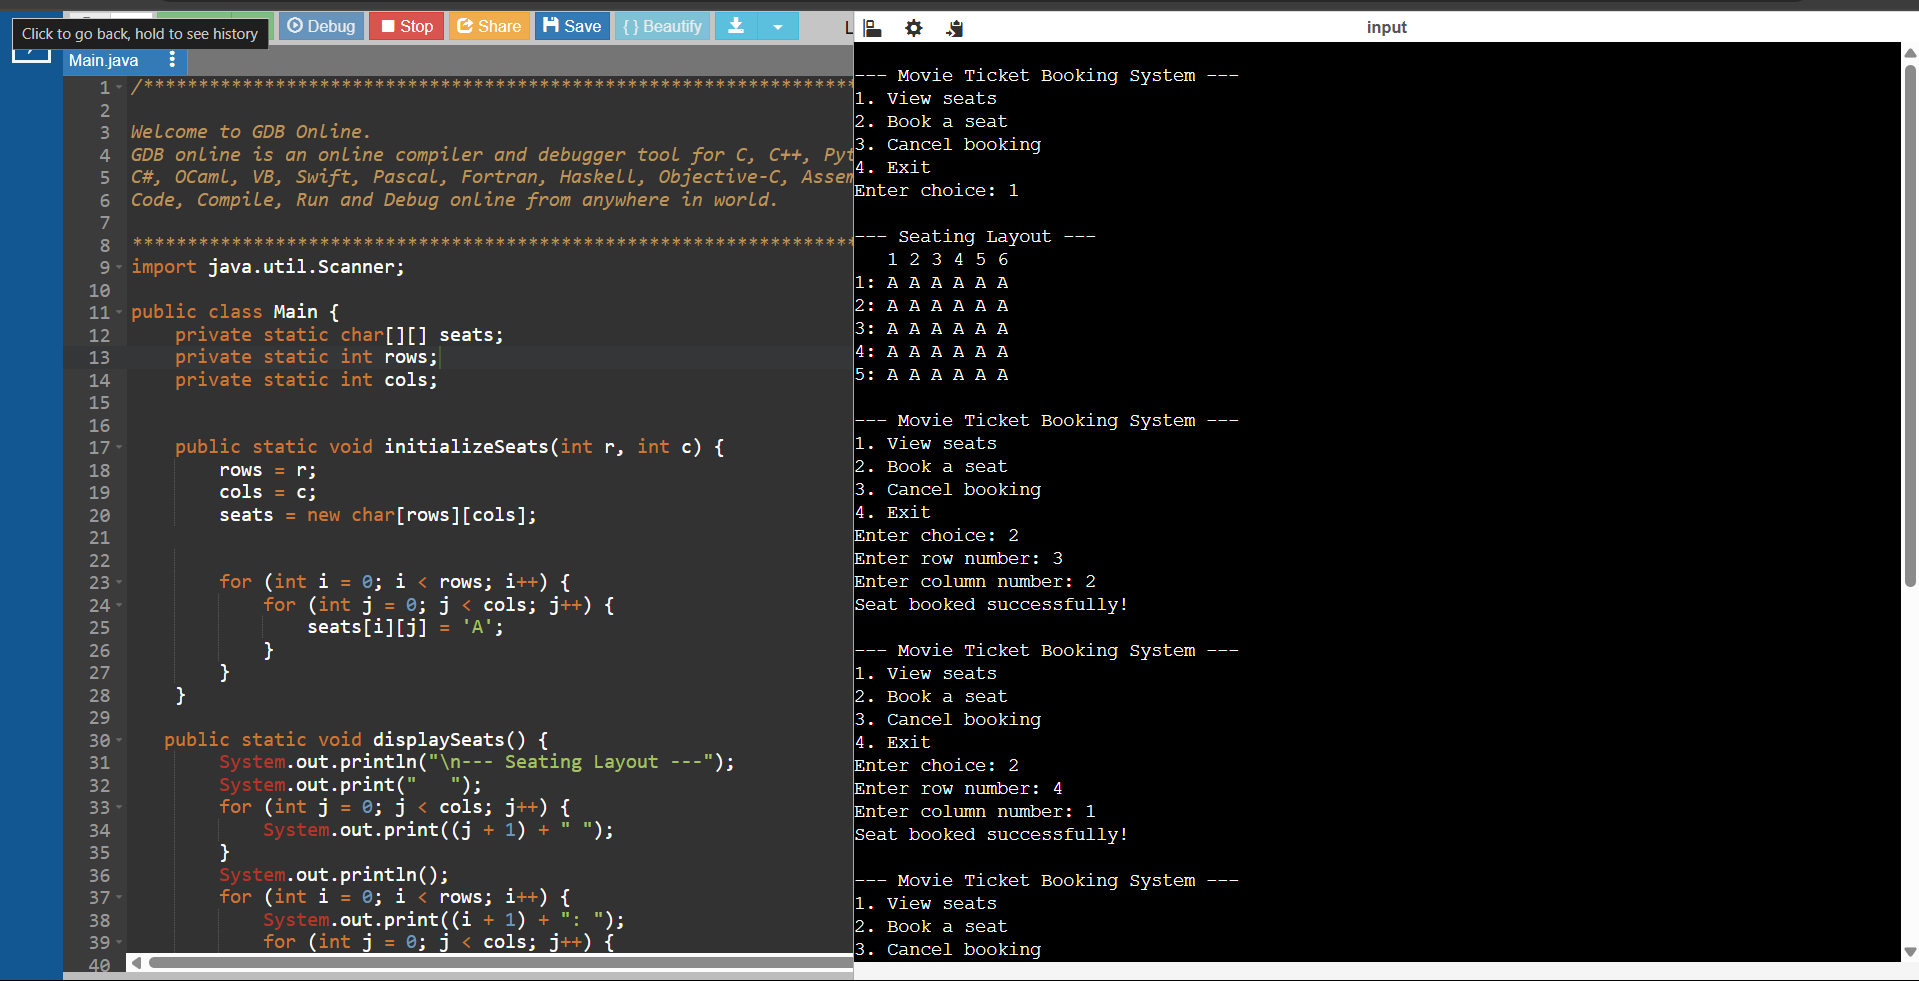 Click to go back, hold to see history
Debug
Stop
Share
Save
{ } Beautify
L
input
Main.java
1 /*****************************************************************
2
3 Welcome to GDB Online.
4 GDB online is an online compiler and debugger tool for C, C++, Pyt
5 C#, OCaml, VB, Swift, Pascal, Fortran, Haskell, Objective-C, Assem
6 Code, Compile, Run and Debug online from anywhere in world.
7
8 ******************************************************************
9 import java.util.Scanner;
10
11 public class Main {
12     private static char[][] seats;
13     private static int rows;
14     private static int cols;
15
16
17     public static void initializeSeats(int r, int c) {
18         rows = r;
19         cols = c;
20         seats = new char[rows][cols];
21
22
23         for (int i = 0; i < rows; i++) {
24             for (int j = 0; j < cols; j++) {
25                 seats[i][j] = 'A';
26             }
27         }
28     }
29
30    public static void displaySeats() {
31         System.out.println("\n--- Seating Layout ---");
32         System.out.print("   ");
33         for (int j = 0; j < cols; j++) {
34             System.out.print((j + 1) + " ");
35         }
36         System.out.println();
37         for (int i = 0; i < rows; i++) {
38             System.out.print((i + 1) + ": ");
39             for (int j = 0; j < cols; j++) {
40
--- Movie Ticket Booking System ---
1. View seats
2. Book a seat
3. Cancel booking
4. Exit
Enter choice: 1
--- Seating Layout ---
   1 2 3 4 5 6
1: A A A A A A
2: A A A A A A
3: A A A A A A
4: A A A A A A
5: A A A A A A
--- Movie Ticket Booking System ---
1. View seats
2. Book a seat
3. Cancel booking
4. Exit
Enter choice: 2
Enter row number: 3
Enter column number: 2
Seat booked successfully!
--- Movie Ticket Booking System ---
1. View seats
2. Book a seat
3. Cancel booking
4. Exit
Enter choice: 2
Enter row number: 4
Enter column number: 1
Seat booked successfully!
--- Movie Ticket Booking System ---
1. View seats
2. Book a seat
3. Cancel booking